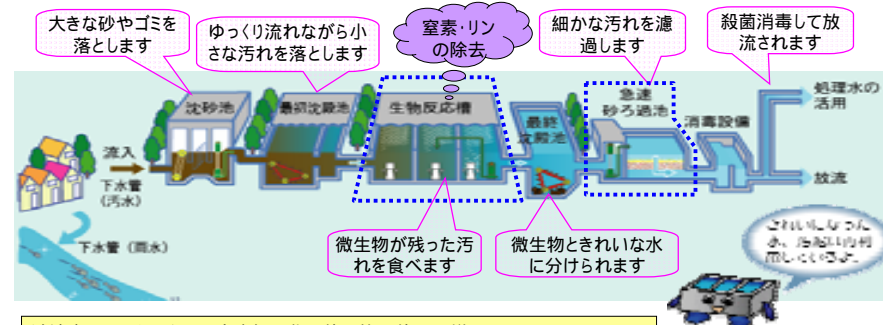 大きな砂やゴミを
落とします
ゆっくり流れながら小
さな汚れを落とします
窒素・リン
の除去
細かな汚れを濾
過します
殺菌消毒して放
流されます
沈砂池
最初沈殿池
生物反応槽
最終
沈殿池
急速
砂ろ過池
消毒設備
処理水の
活用
流入
下水管
(汚水)
放流
下水管(雨水)
微生物が残った汚
れを食べます
微生物ときれいな水
に分けられます